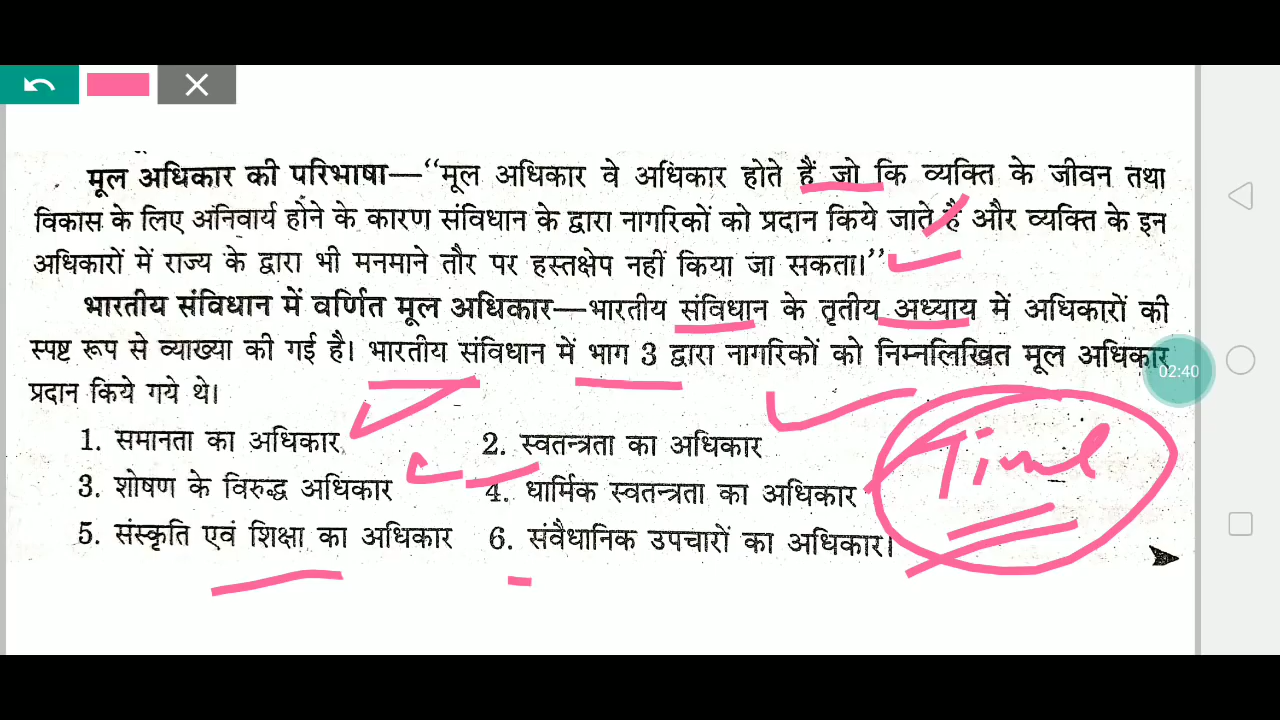 मूल अधिकार की परिभाषा—“मूल अधिकार वे अधिकार होते हैं जो कि व्यक्ति के जीवन तथा
विकास के लिए अनिवार्य होने के कारण संविधान के द्वारा नागरिकों को प्रदान किये जाते हैं और व्यक्ति के इन
अधिकारों में राज्य के द्वारा भी मनमाने तौर पर हस्तक्षेप नहीं किया जा सकता।”
भारतीय संविधान में वर्णित मूल अधिकार—भारतीय संविधान के तृतीय अध्याय में अधिकारों की
स्पष्ट रूप से व्याख्या की गई है। भारतीय संविधान में भाग 3 द्वारा नागरिकों को निम्नलिखित मूल अधिकार
02:40
प्रदान किये गये थे।
1. समानता का अधिकार 2. स्वतन्त्रता का अधिकार
3. शोषण के विरुद्ध अधिकार 4. धार्मिक स्वतन्त्रता का अधिकार
5. संस्कृति एवं शिक्षा का अधिकार 6. संवैधानिक उपचारों का अधिकार।